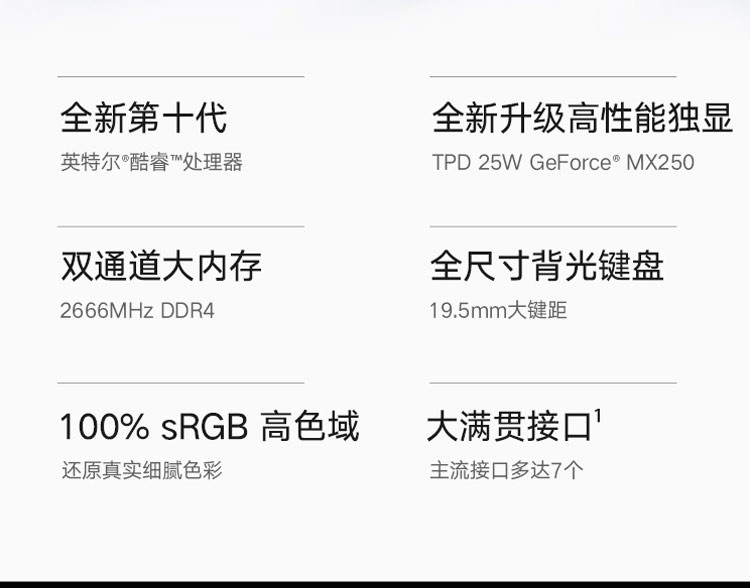 全新第十代
英特尔®酷睿™处理器
全新升级高性能独显
TPD 25W GeForce® MX250
双通道大内存
2666MHz DDR4
全尺寸背光键盘
19.5mm大键距
100% sRGB 高色域
还原真实细腻色彩
大满贯接口¹
主流接口多达7个